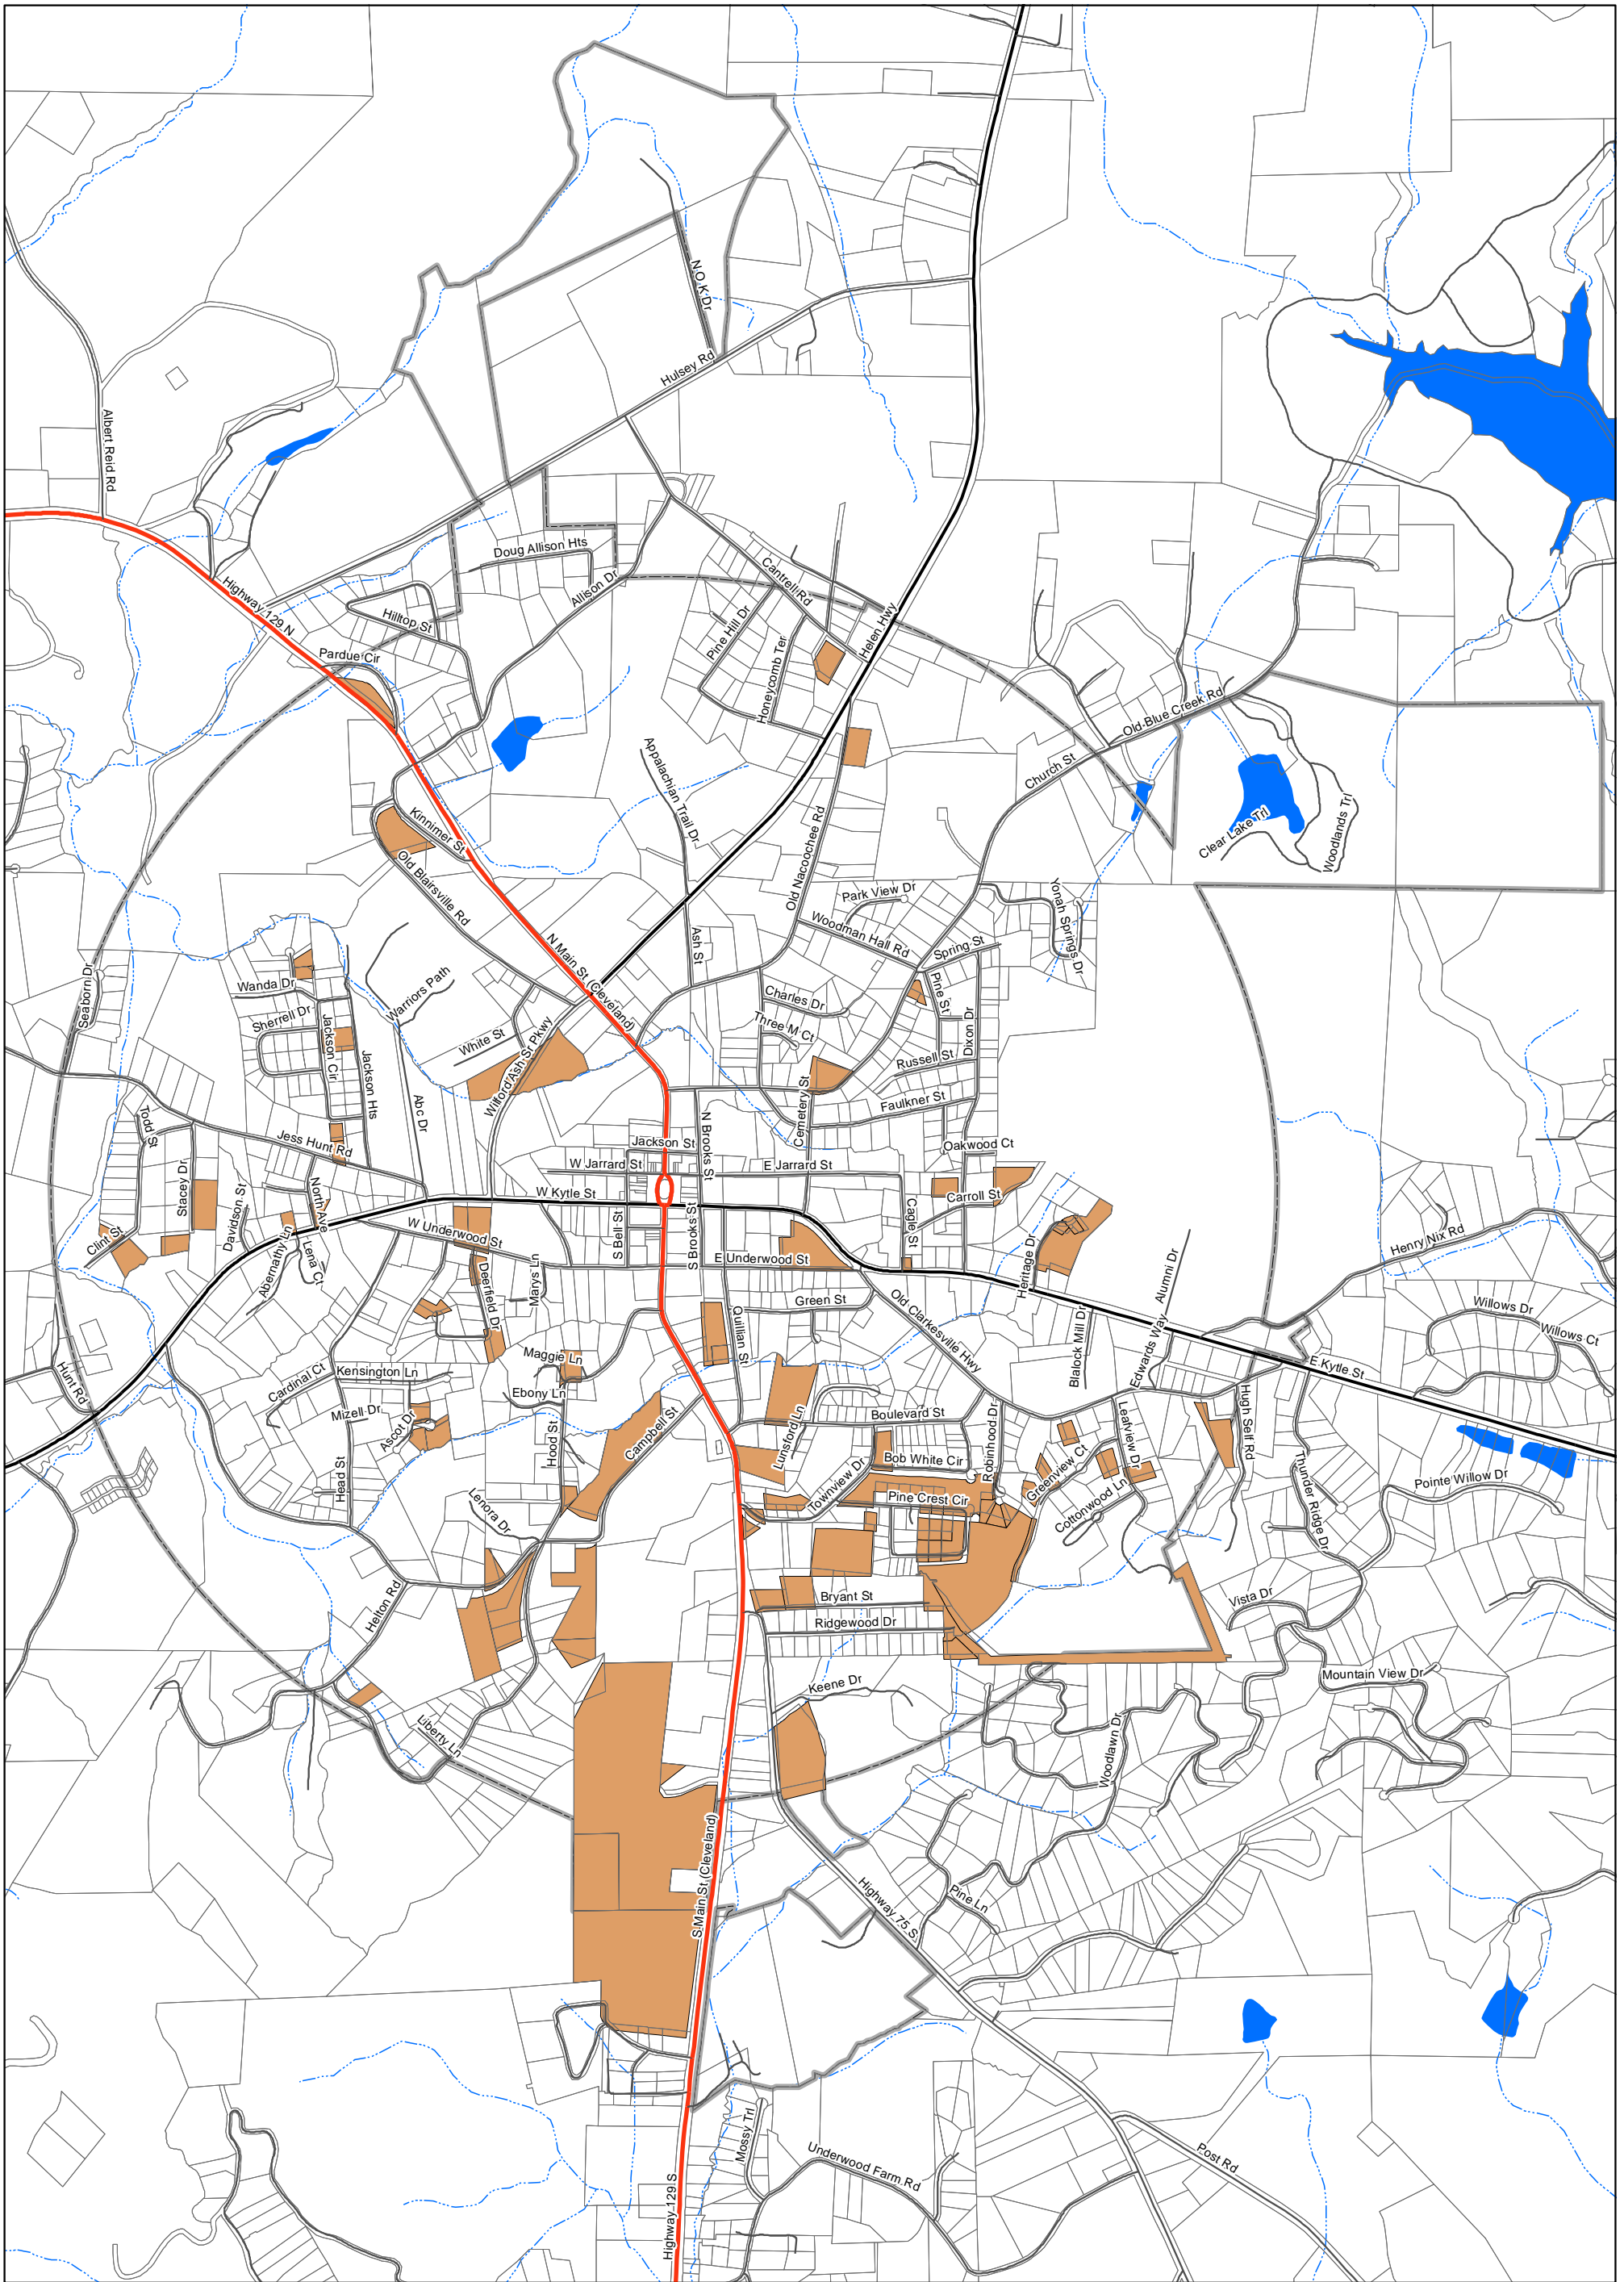 N O K Dr
Hulsey Rd
Albert Reid Rd
Doug Allison Hts
Allison Dr
Cantrell Rd
Highway 129 N
Hilltop St
Pine Hill Dr
Honeycomb Ter
Helen Hwy
Pardue Cir
Old Blue Creek Rd
Church St
Appalachian Trail Dr
Kinnimer St
Old Nacoochee Rd
Clear Lake Trl
Woodlands Trl
Old Blairsville Rd
Park View Dr
Yonah Springs Dr
Woodman Hall Rd
Spring St
Ash St
N Main St (Cleveland)
Seaborn Dr
Wanda Dr
Warriors Path
Pine St
Charles Dr
Sherrell Dr
Jackson Cir
White St
Wilford Ash Sr Pkwy
Three M Ct
Dixon Dr
Russell St
Jackson Hts
Abc Dr
Cemetery St
Faulkner St
Todd St
Jess Hunt Rd
N Brooks St
Jackson St
Oakwood Ct
W Jarrard St
E Jarrard St
Stacey Dr
North Ave
W Kytle St
Carroll St
Cagle St
Clint St
Davidson St
Abernathy Ln
Lena Ct
W Underwood St
S Bell St
S Brooks St
E Underwood St
Heritage Dr
Alumni Dr
Henry Nix Rd
Marys Ln
Deerfield Dr
Green St
Quillian St
Old Clarkesville Hwy
Blalock Mill Dr
Edwards Way
Willows Dr
Willows Ct
E Kytle St
Hunt Rd
Maggie Ln
Cardinal Ct
Kensington Ln
Ebony Ln
Mizell Dr
Ascot Dr
Campbell St
Hood St
Lunsford Ln
Boulevard St
Robinhood Dr
Leafview Dr
Hugh Self Rd
Head St
Bob White Cir
Townview Dr
Greenview Ct
Cottonwood Ln
Thunder Ridge Dr
Pointe Willow Dr
Lenora Dr
Pine Crest Cir
Helton Rd
Bryant St
Ridgewood Dr
Vista Dr
Mountain View Dr
Keene Dr
Liberty Ln
Woodlawn Dr
S Main St (Cleveland)
Highway 75 S
Pine Ln
Mossy Trl
Underwood Farm Rd
Post Rd
Highway 129 S